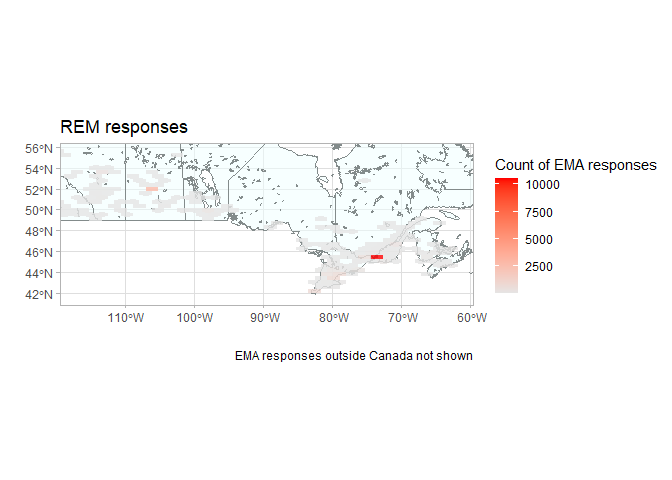 REM responses
56°N
54°N
52°N
50°N
48°N
46°N
44°N
42°N
110°W 100°W 90°W 80°W 70°W 60°W
Count of EMA responses
10000
7500
5000
2500
EMA responses outside Canada not shown